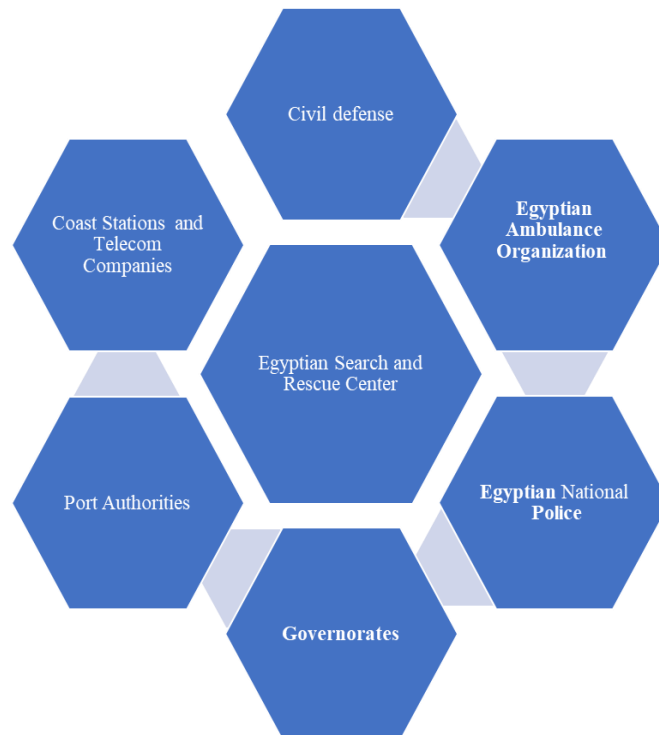 Civil defense
Coast Stations and
Telecom
Companies
Egyptian
Ambulance
Organization
Egyptian Search and
Rescue Center
Port Authorities
Egyptian National
Police
Governorates